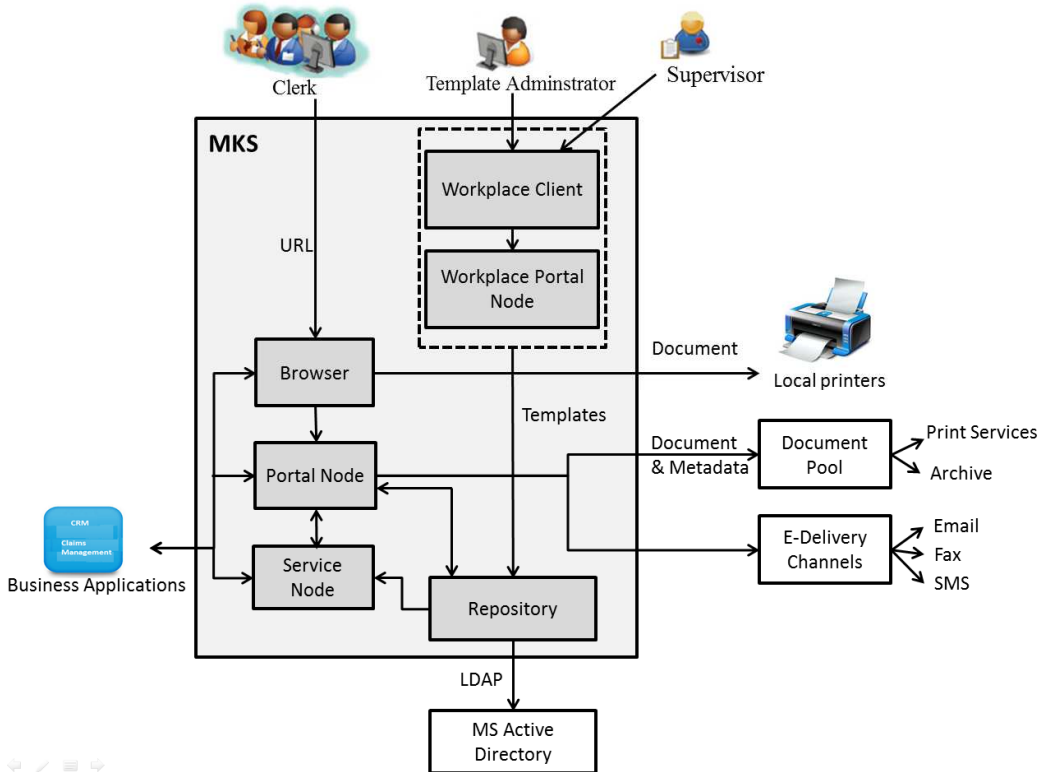 Clerk
Template Adminstrator
Supervisor
MKS
Workplace Client
URL
Workplace Portal
Node
Document
Browser
Local printers
Templates
Document
& Metadata
Document
Pool
Print Services
Archive
Portal Node
CRM
Claims
Management
Business Applications
Service
Node
Repository
E-Delivery
Channels
Email
Fax
SMS
LDAP
MS Active
Directory